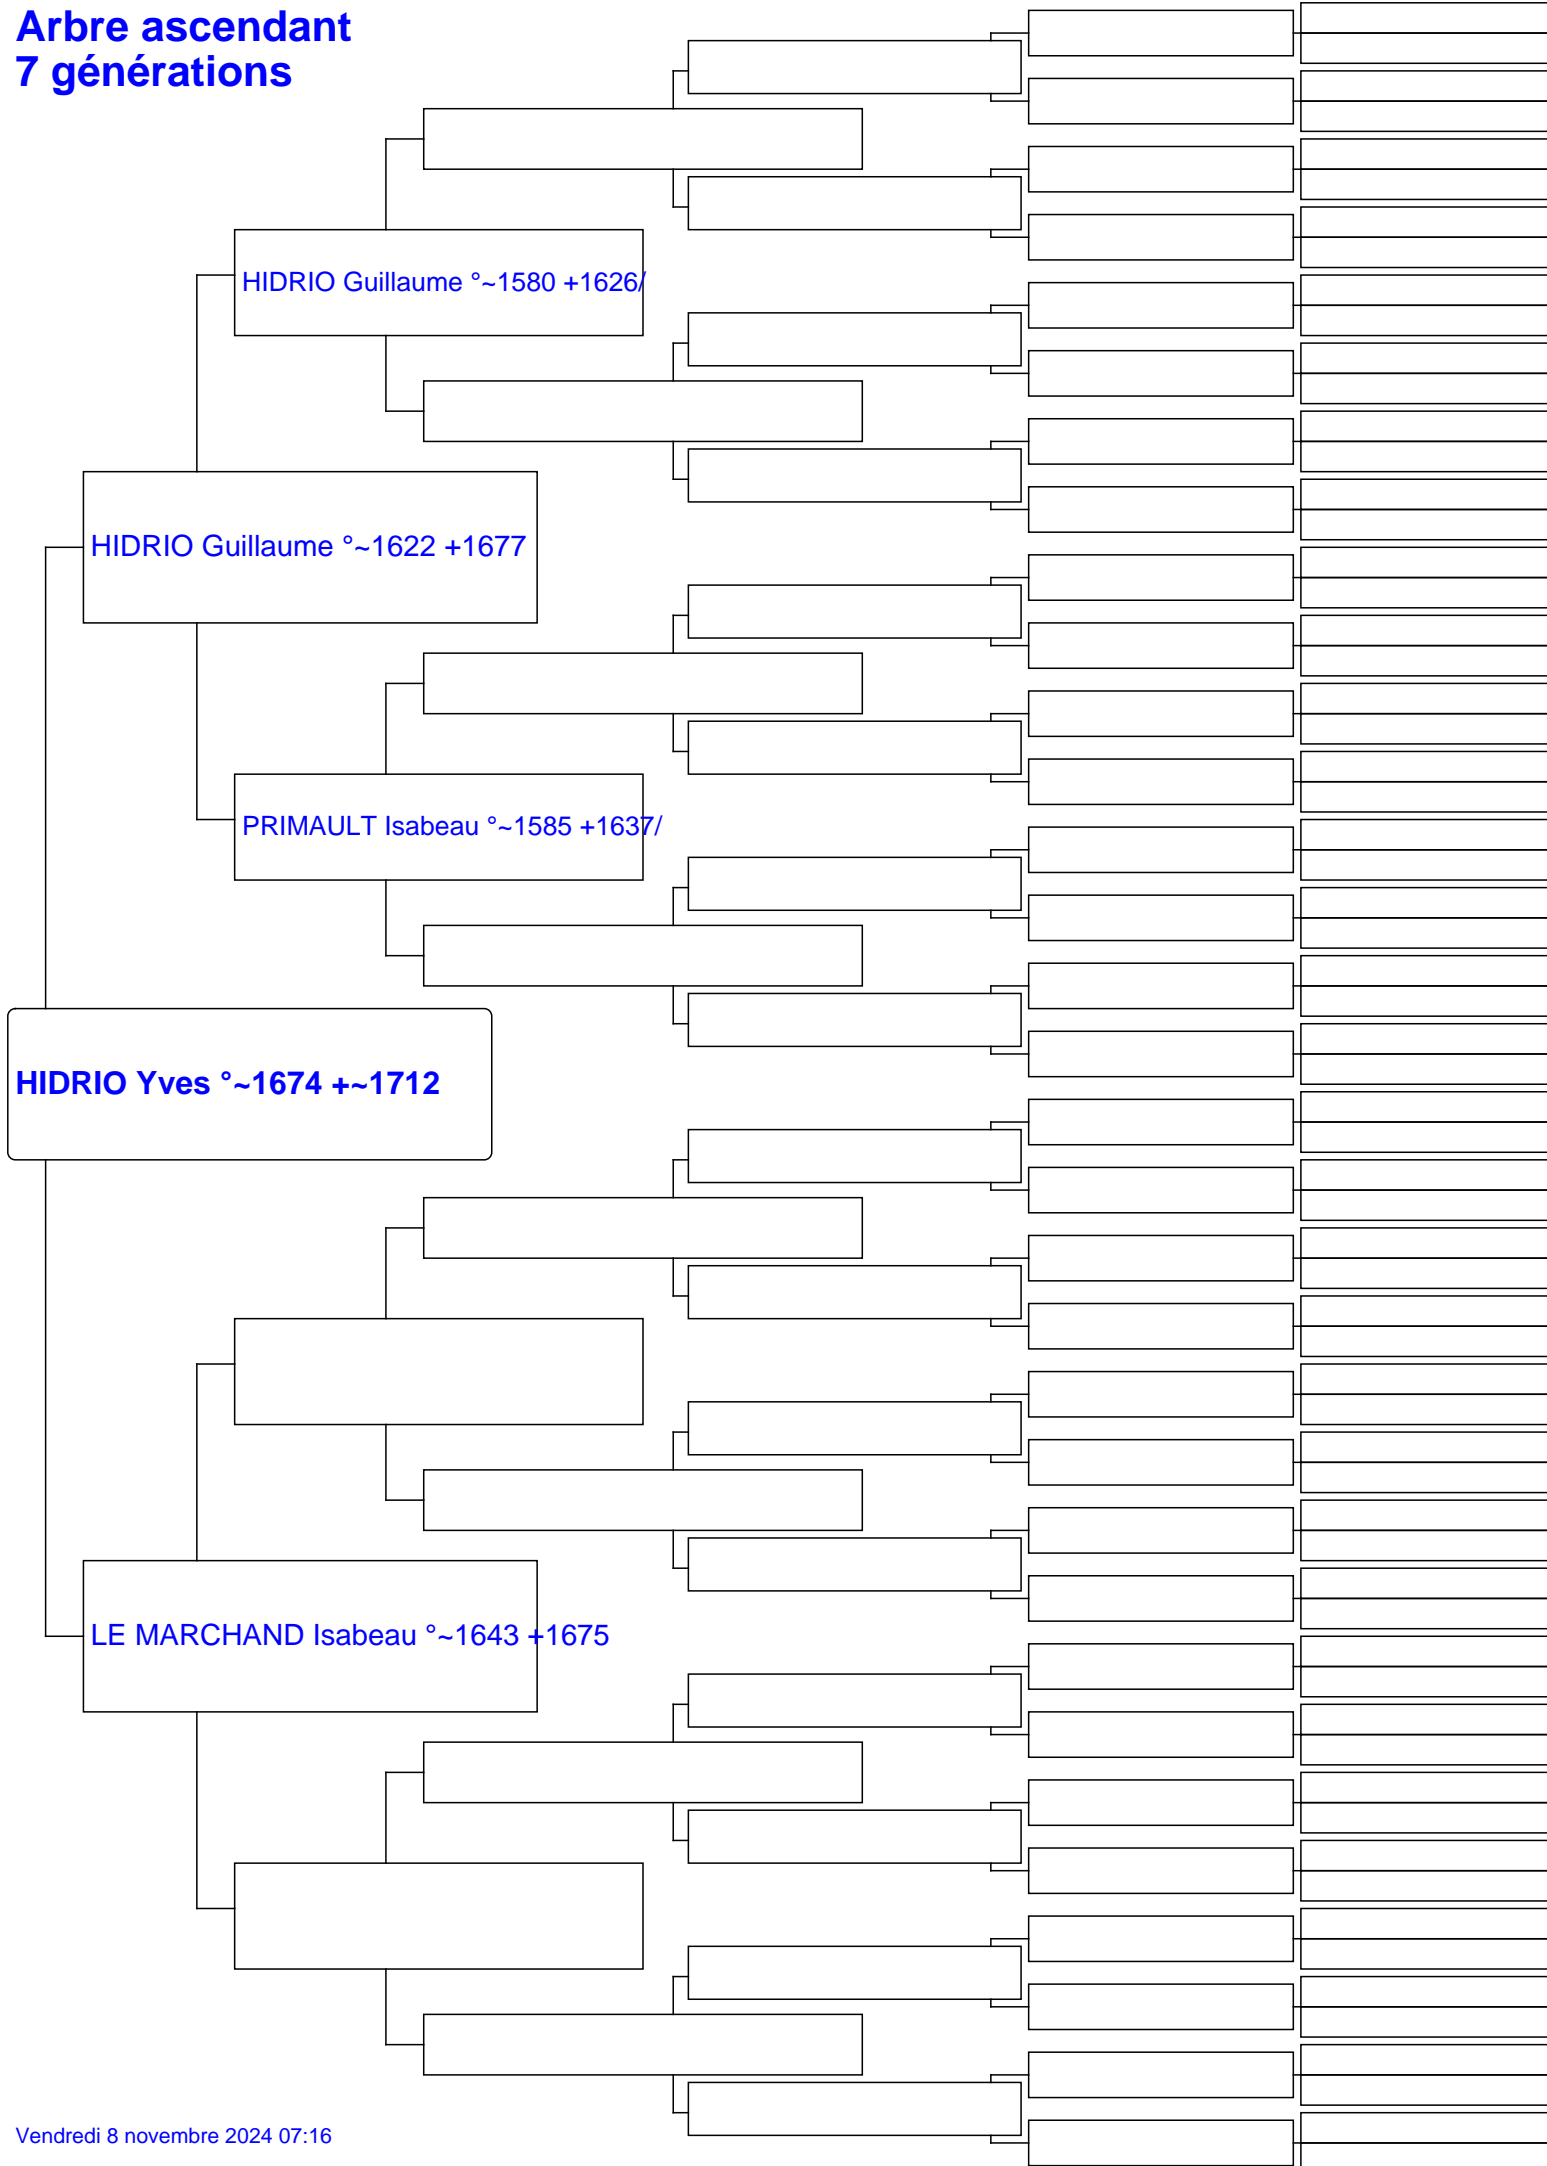 Arbre ascendant
7 générations
HIDRIO Guillaume °~1580 +1626/
HIDRIO Guillaume °~1622 +1677
PRIMAULT Isabeau °~1585 +1637/
HIDRIO Yves °~1674 +~1712
LE MARCHAND Isabeau °~1643 +1675
Vendredi 8 novembre 2024 07:16